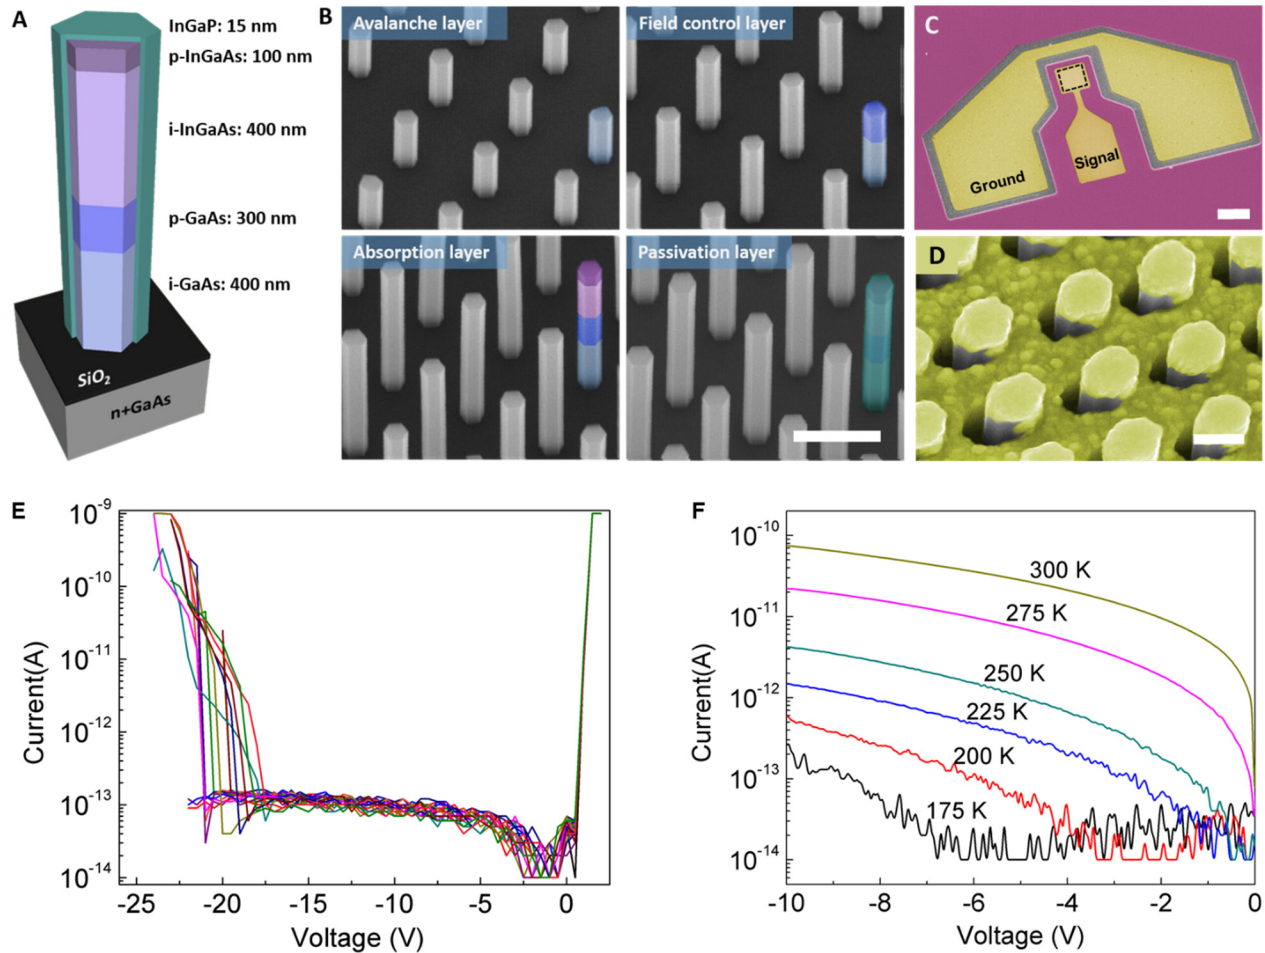 A
InGaP: 15 nm
p-InGaAs: 100 nm
i-InGaAs: 400 nm
p-GaAs: 300 nm
i-GaAs: 400 nm
SiO₂
n+GaAs
B
Avalanche layer
Field control layer
Absorption layer
Passivation layer
C
Ground
Signal
D
E
10⁻⁹
10⁻¹⁰
10⁻¹¹
10⁻¹²
10⁻¹³
10⁻¹⁴
Current(A)
-25 -20 -15 -10 -5 0
Voltage (V)
F
10⁻¹⁰
10⁻¹¹
10⁻¹²
10⁻¹³
10⁻¹⁴
Current(A)
300 K
275 K
250 K
225 K
200 K
175 K
-10 -8 -6 -4 -2 0
Voltage (V)